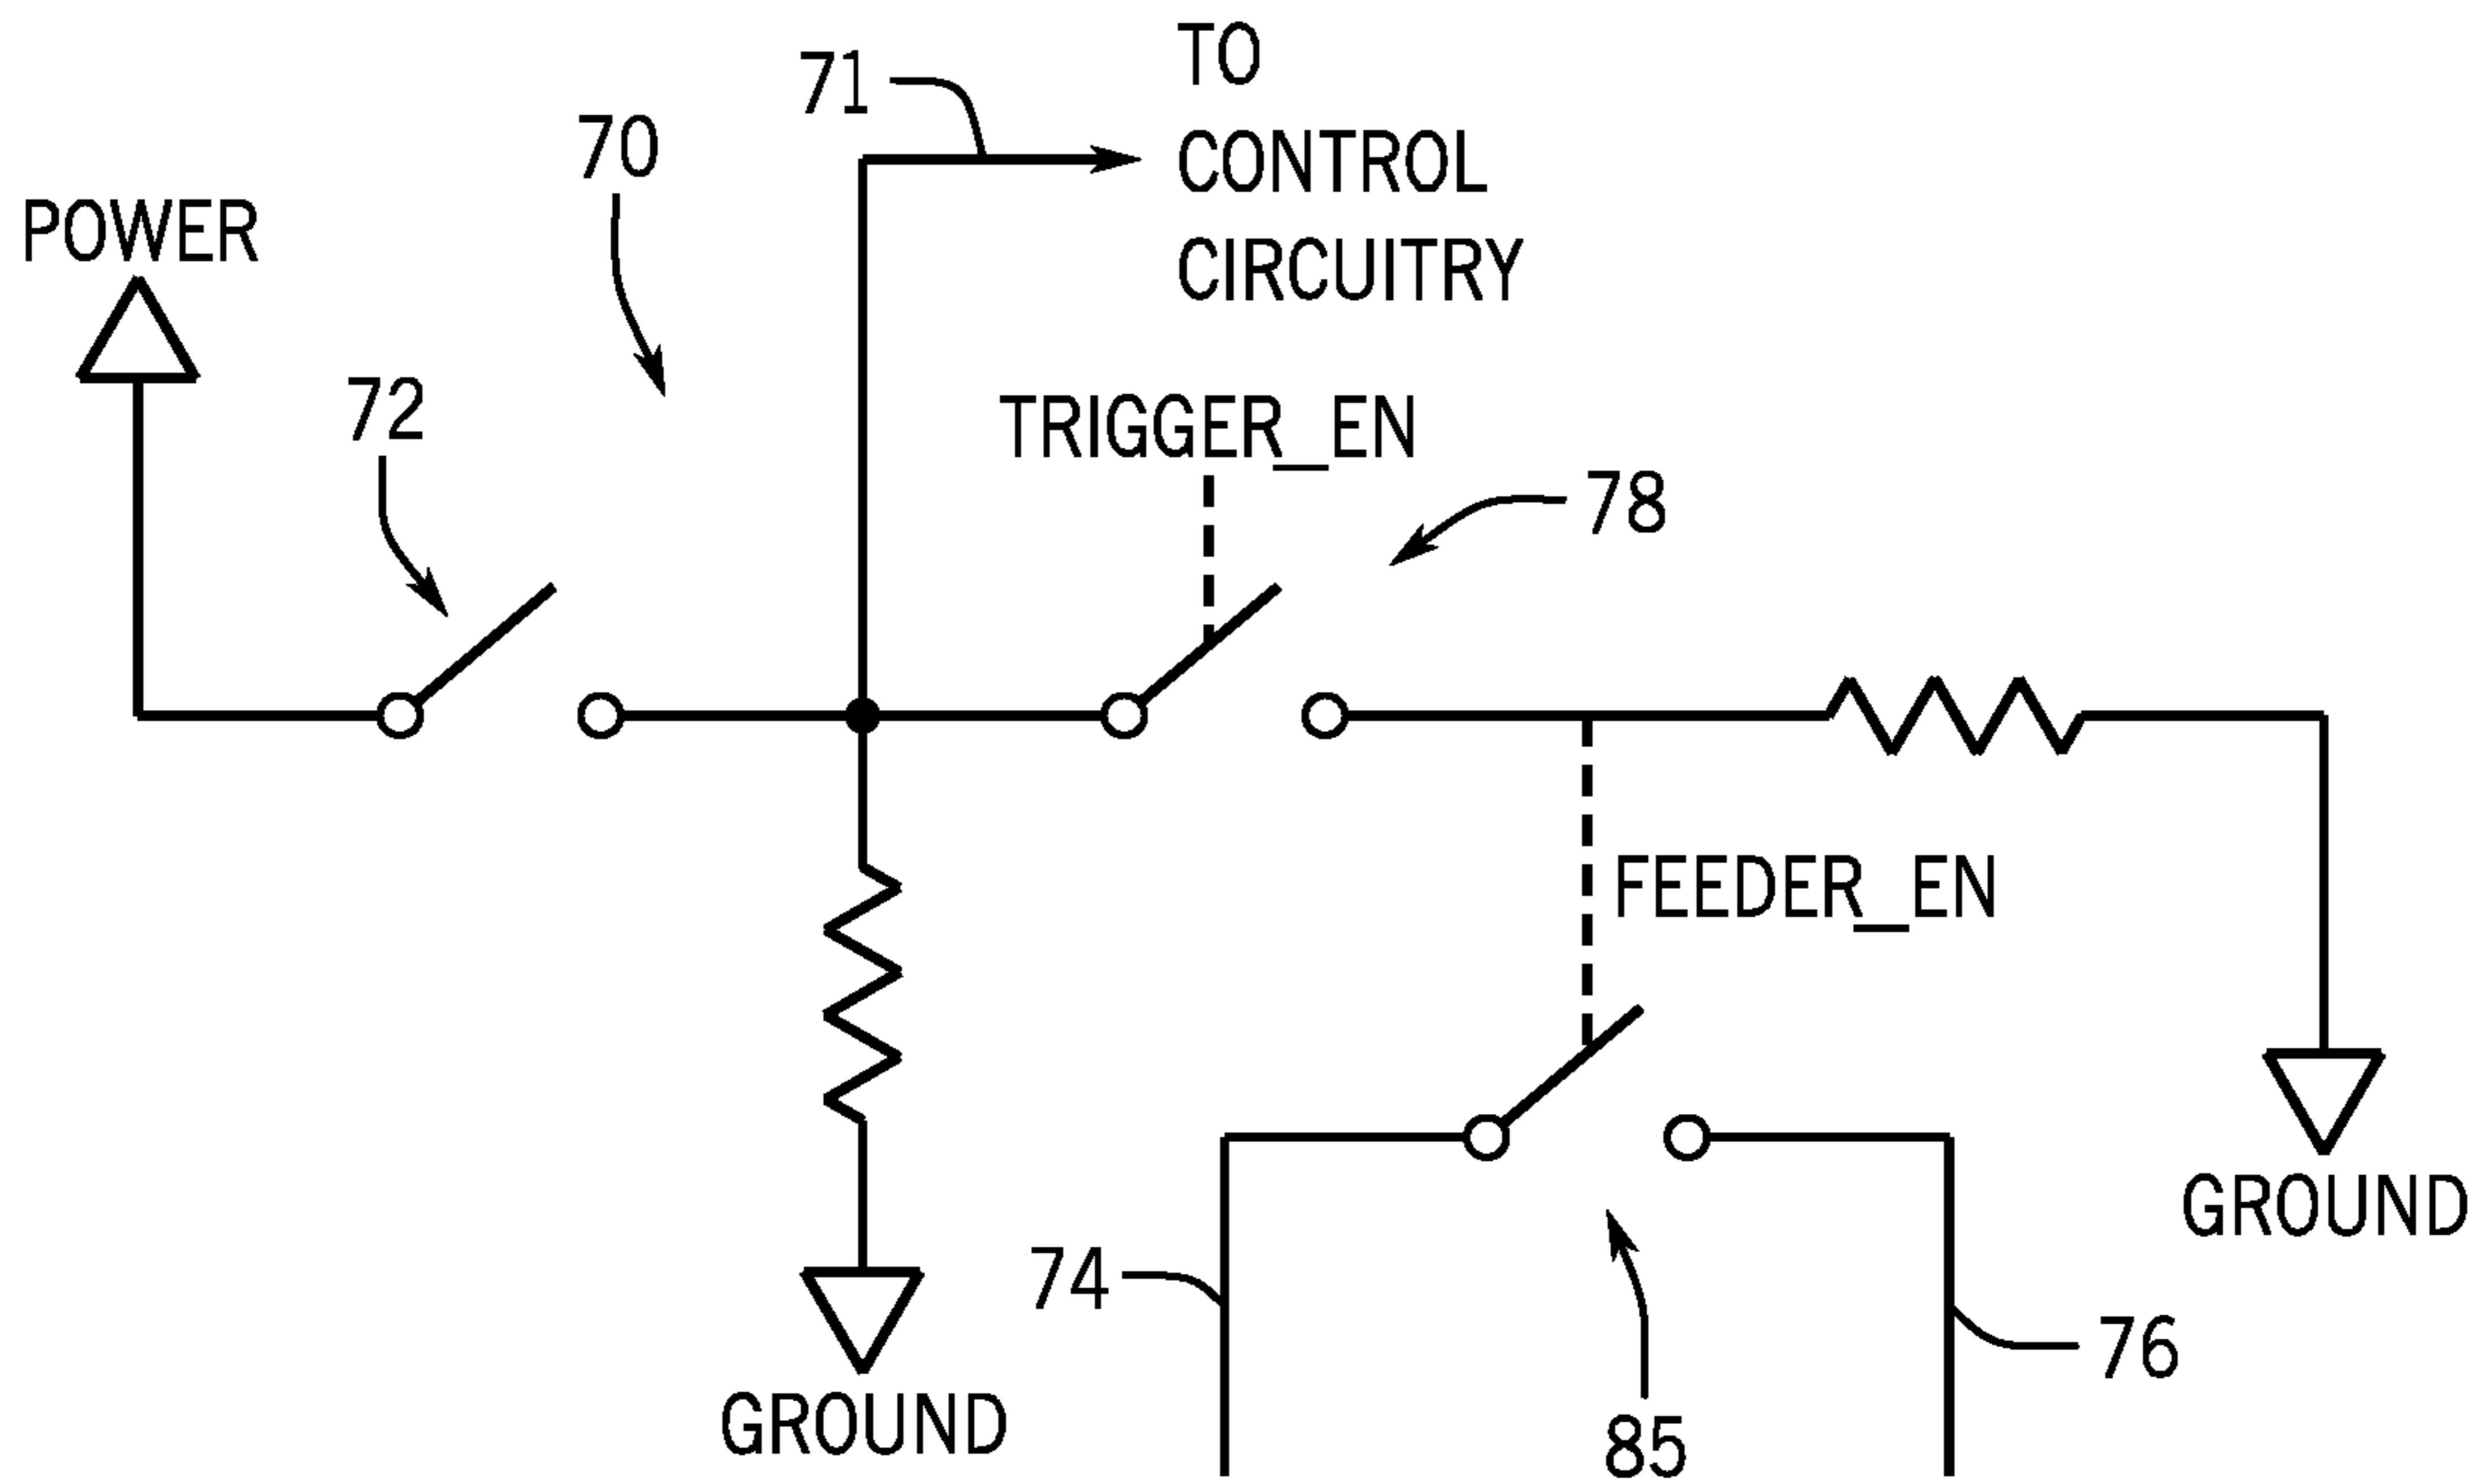 71
TO
CONTROL
CIRCUITRY
70
POWER
72
TRIGGER_EN
78
FEEDER_EN
74
GROUND
76
GROUND
85